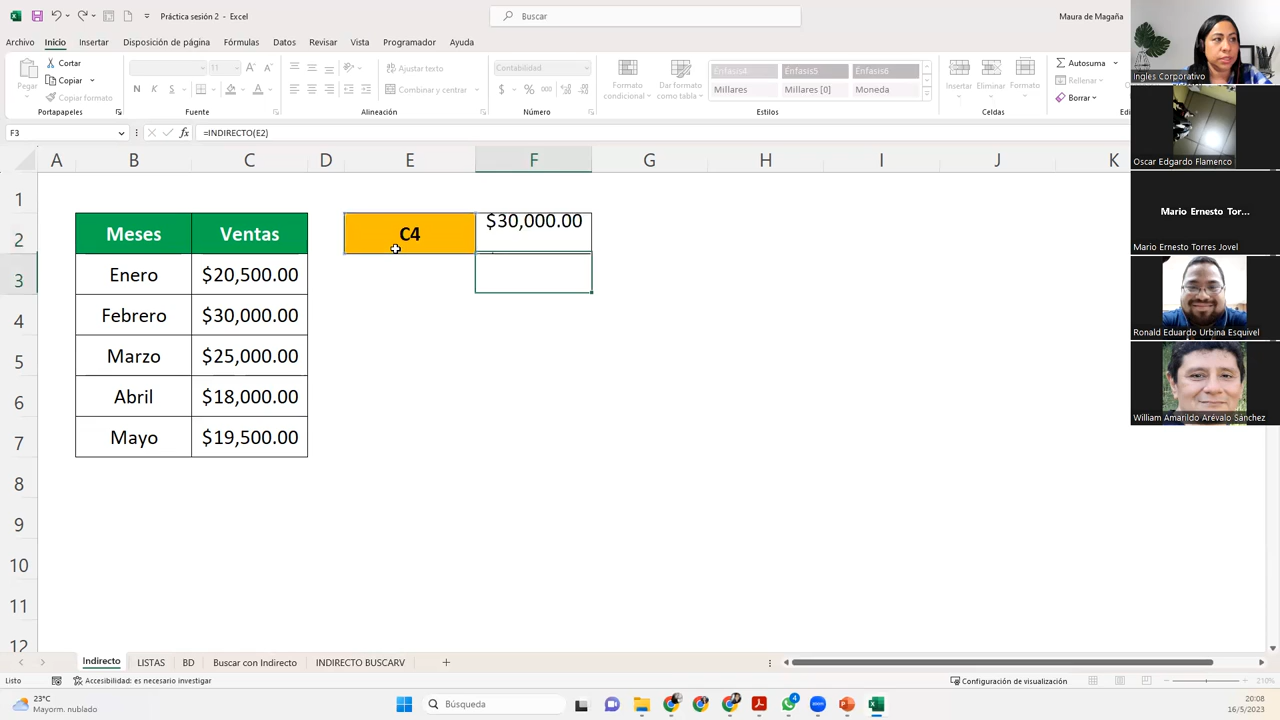 Práctica sesión 2 - Excel
Buscar
Maura de Magaña
Archivo Inicio Insertar Disposición de página Fórmulas Datos Revisar Vista Programador Ayuda
Pegar
Cortar
Copiar
Copiar formato
Portapapeles
11
N K S
Fuente
Ajustar texto
Combinar y centrar
Alineación
Contabilidad
Número
Formato condicional
Dar formato como tabla
Énfasis4 Énfasis5 Énfasis6
Millares Millares [0] Moneda
Estilos
Insertar Eliminar Formato
Celdas
Autosuma
Rellenar
Borrar
F3
=INDIRECTO(E2)
A B C D E F G H I J K
1
2 Meses Ventas C4 $30,000.00
3 Enero $20,500.00
4 Febrero $30,000.00
5 Marzo $25,000.00
6 Abril $18,000.00
7 Mayo $19,500.00
8
9
10
11
12
Ingles Corporativo
Oscar Edgardo Flamenco
Mario Ernesto Tor...
Mario Ernesto Torres Jovel
Ronald Eduardo Urbina Esquivel
William Amarildo Arévalo Sánchez
Indirecto LISTAS BD Buscar con Indirecto INDIRECTO BUSCARV
Listo
Accesibilidad: es necesario investigar
Configuración de visualización
210%
23°C
Mayorm. nublado
Búsqueda
4
zoom
20:08
16/5/2023